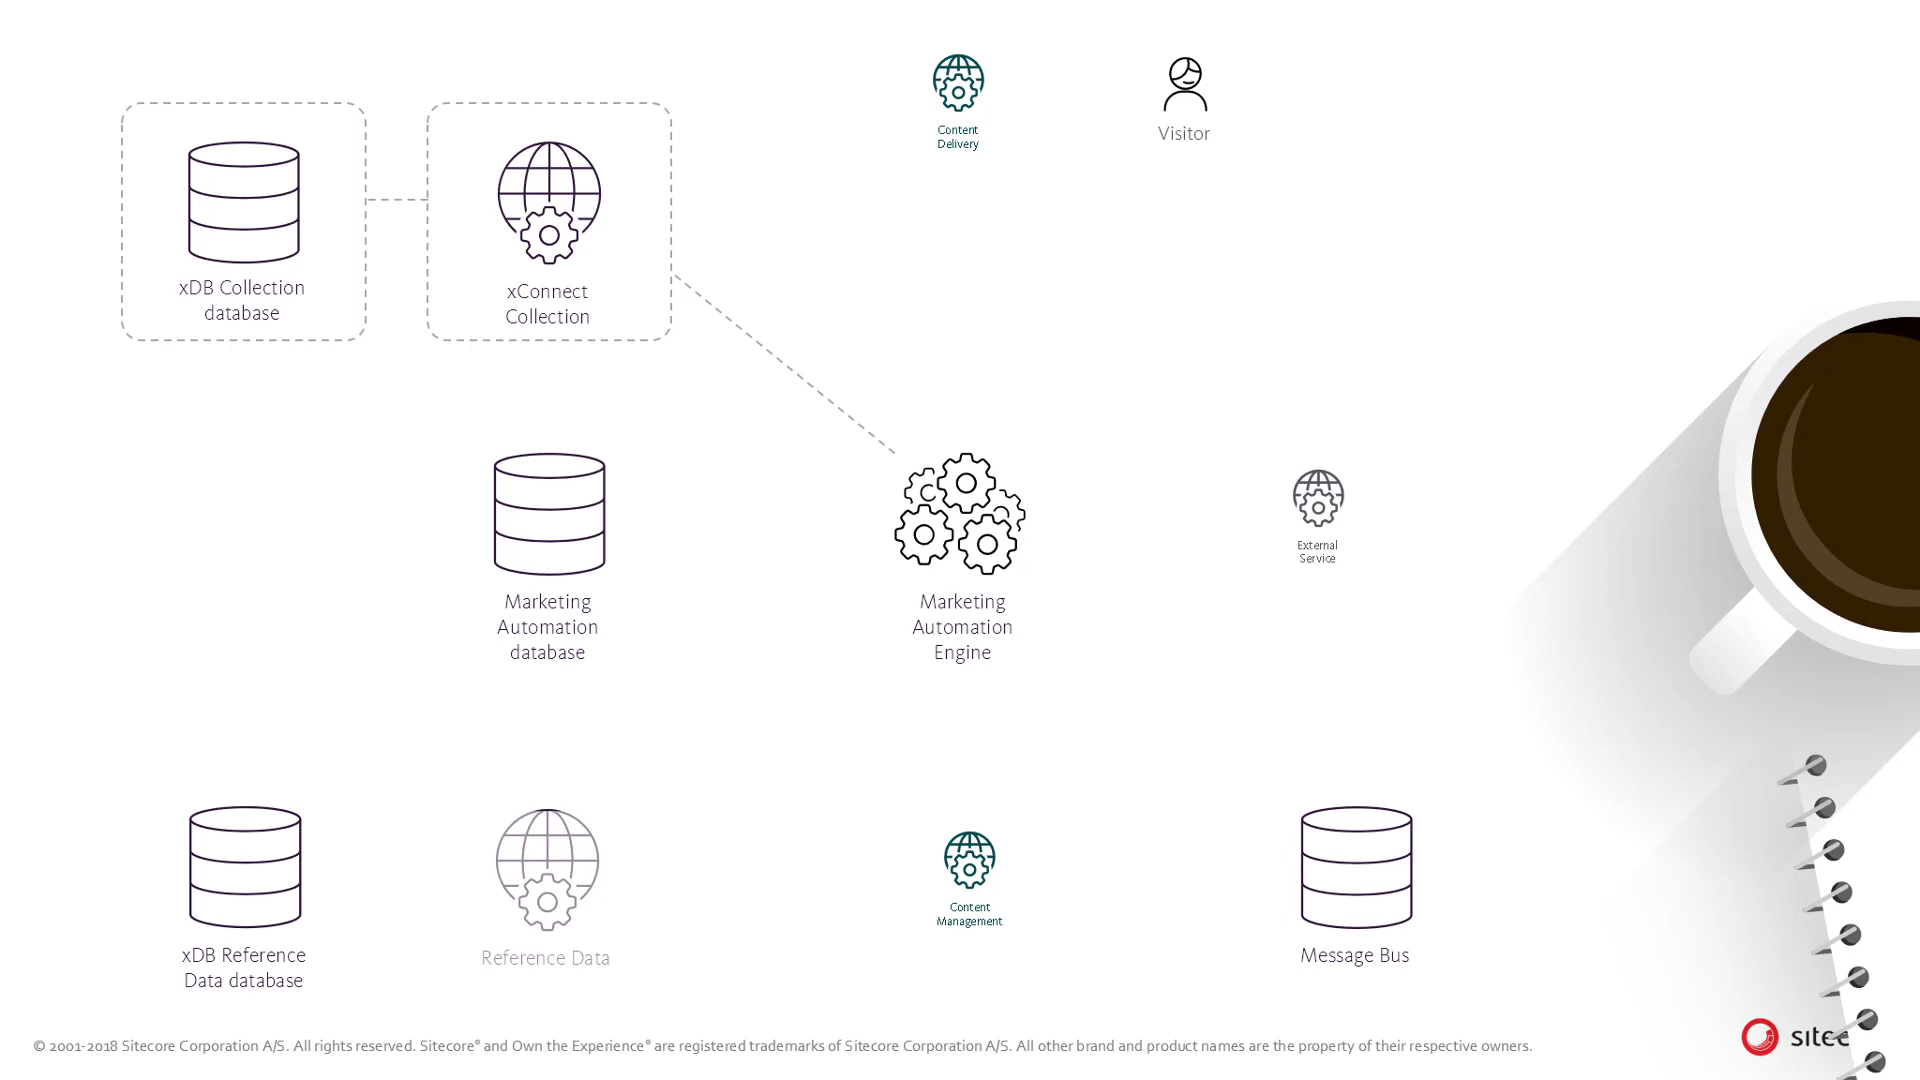 Content
Delivery
Visitor
xDB Collection
database
xConnect
Collection
External
Service
Marketing
Automation
database
Marketing
Automation
Engine
xDB Reference
Data database
Reference Data
Content
Management
Message Bus
© 2001-2018 Sitecore Corporation A/S. All rights reserved. Sitecore® and Own the Experience® are registered trademarks of Sitecore Corporation A/S. All other brand and product names are the property of their respective owners.
sitec